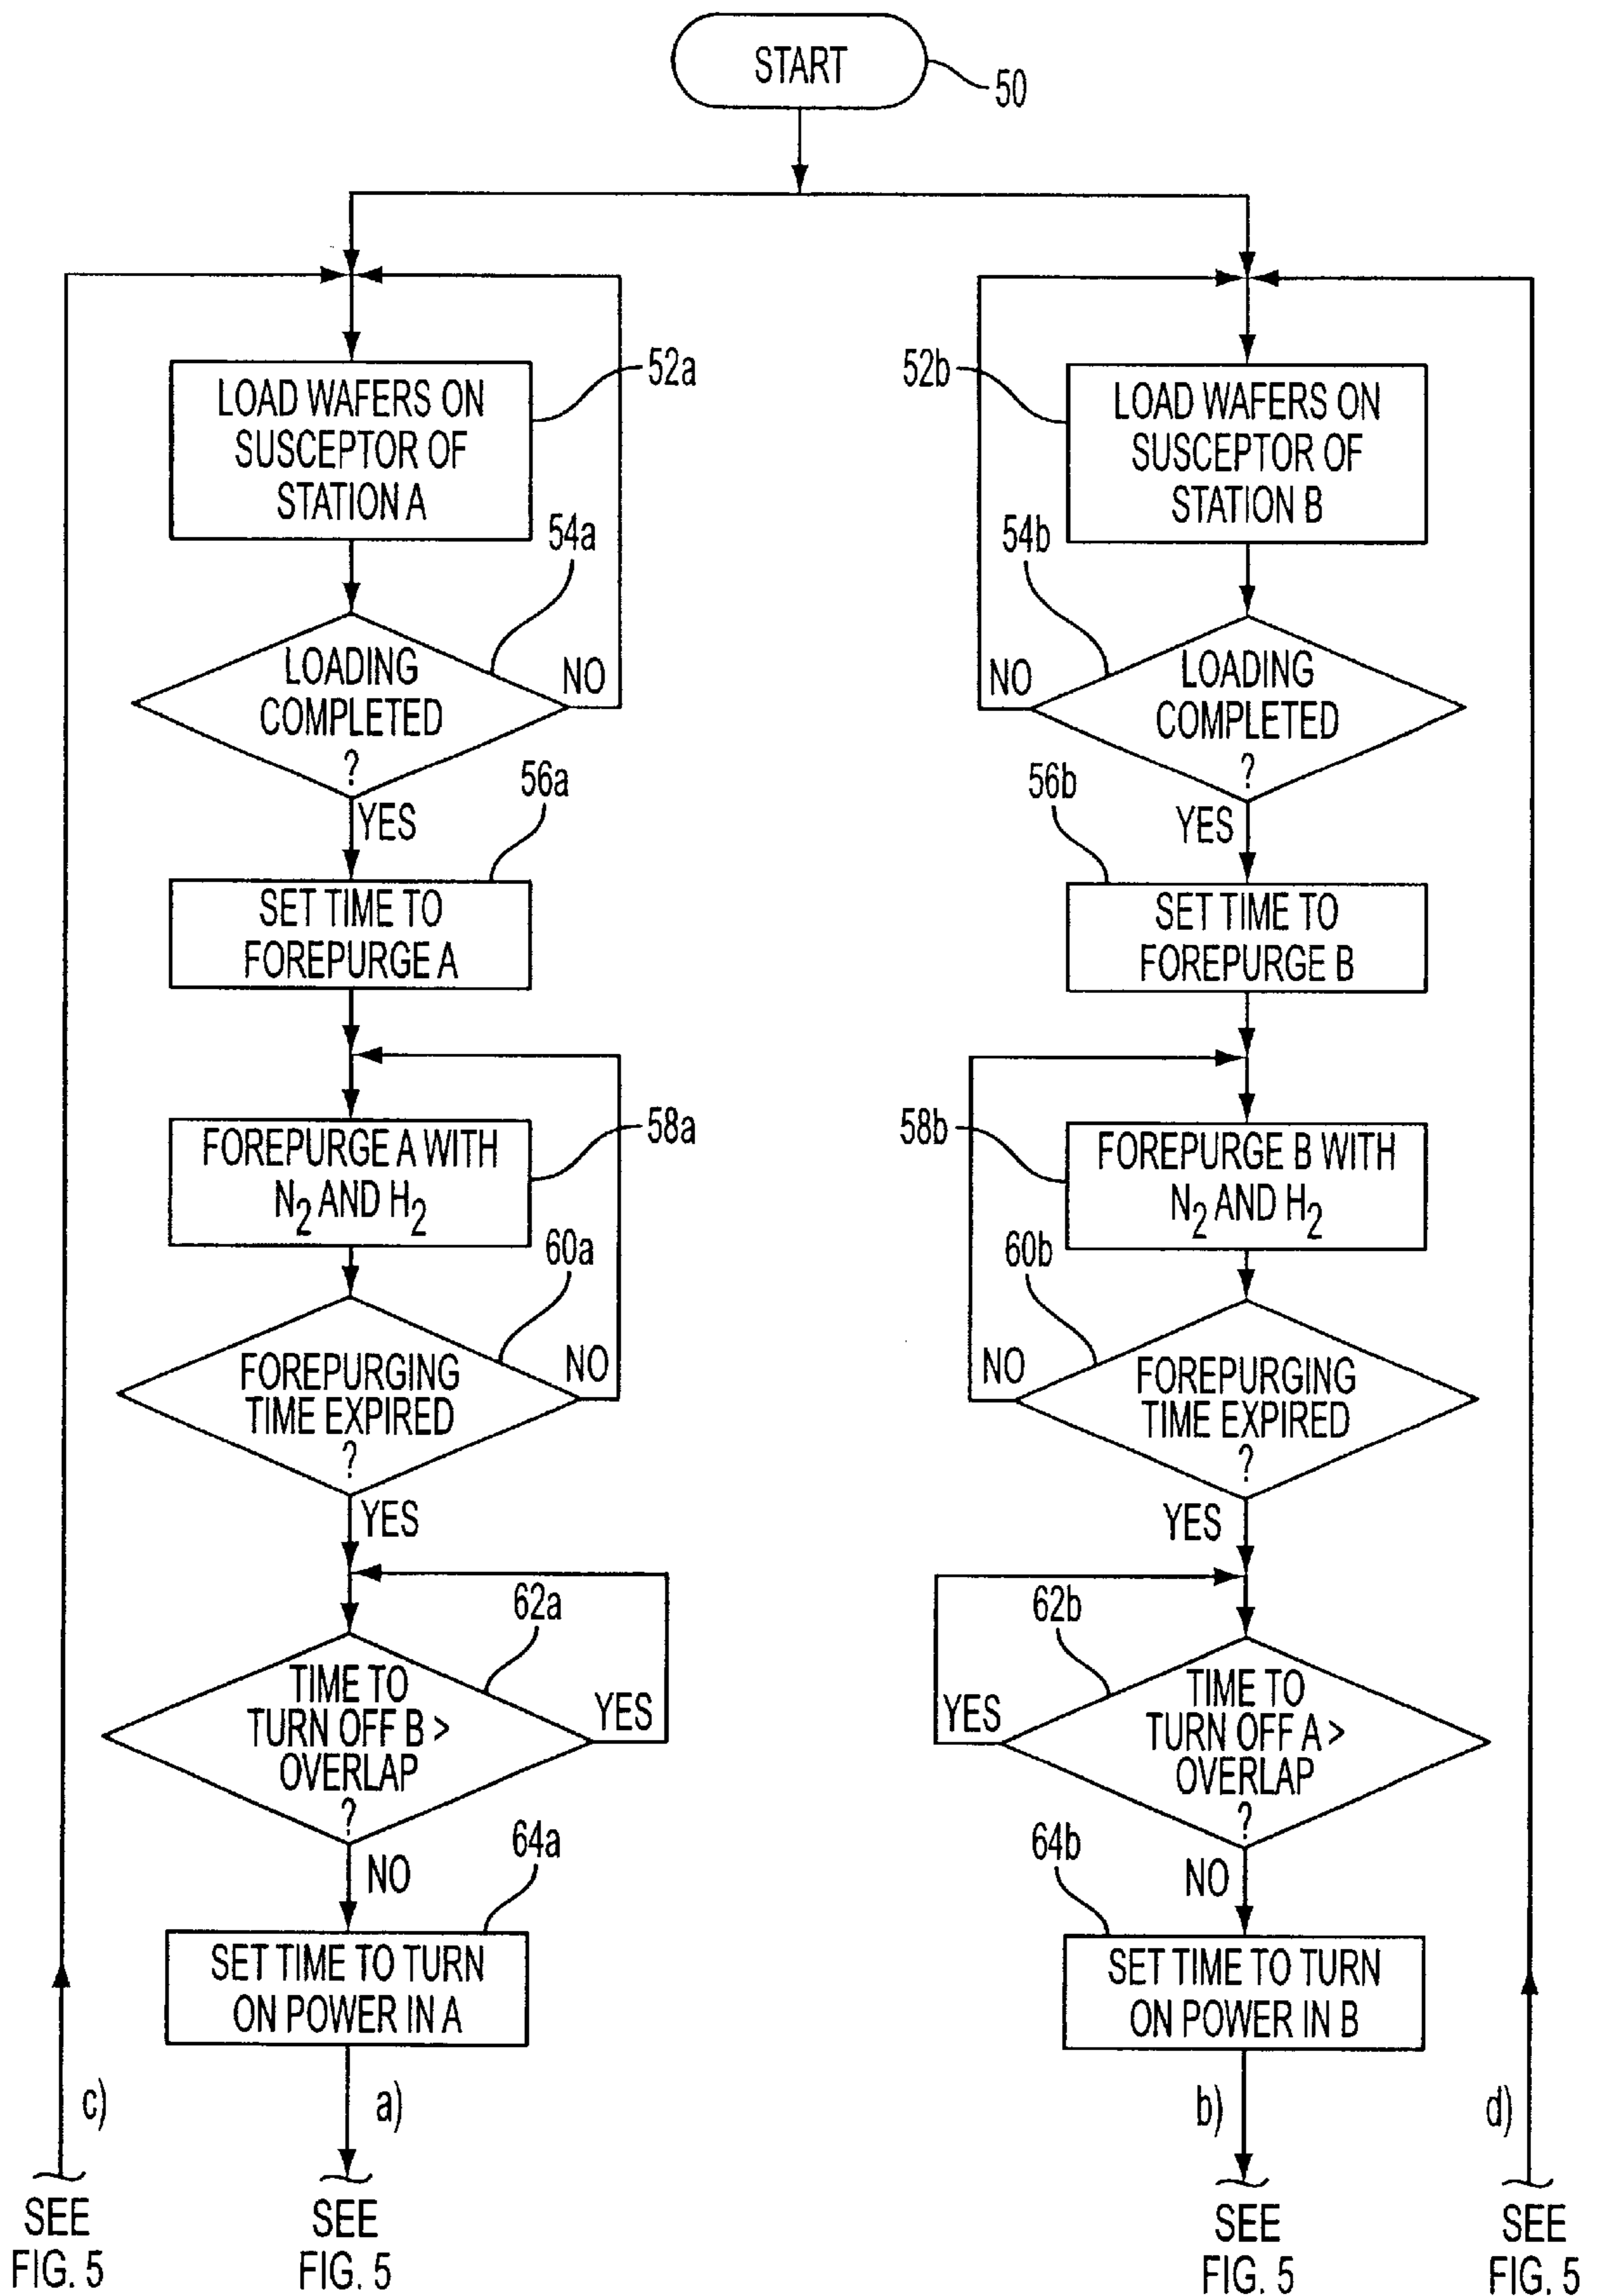 START
50
LOAD WAFERS ON
SUSCEPTOR OF
STATION A
52a
54a
LOADING
COMPLETED
?
NO
YES
56a
SET TIME TO
FOREPURGE A
FOREPURGE A WITH
N2 AND H2
58a
60a
FOREPURGING
TIME EXPIRED
?
NO
YES
62a
TIME TO
TURN OFF B >
OVERLAP
?
YES
NO
64a
SET TIME TO TURN
ON POWER IN A
c)
a)
SEE
FIG. 5
SEE
FIG. 5
52b
LOAD WAFERS ON
SUSCEPTOR OF
STATION B
54b
LOADING
COMPLETED
?
NO
YES
56b
SET TIME TO
FOREPURGE B
58b
FOREPURGE B WITH
N2 AND H2
60b
FOREPURGING
TIME EXPIRED
?
NO
YES
62b
TIME TO
TURN OFF A >
OVERLAP
?
YES
NO
64b
SET TIME TO TURN
ON POWER IN B
b)
d)
SEE
FIG. 5
SEE
FIG. 5